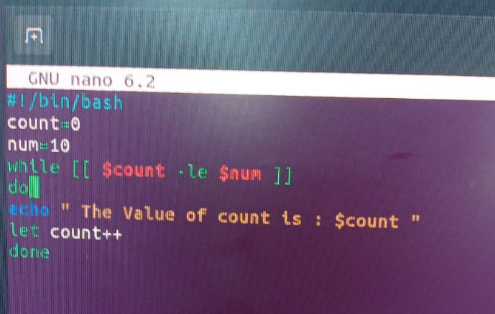 GNU nano 6.2
#!/bin/bash
count=0
num=10
while [[ $count -le $num ]]
do
echo " The Value of count is : $count "
let count++
done